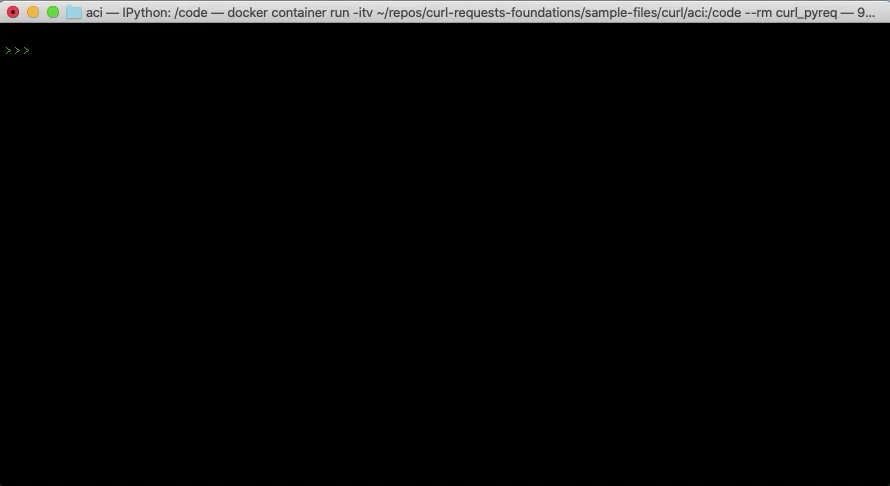 aci — IPython: /code — docker container run -itv ~/repos/curl-requests-foundations/sample-files/curl/aci:/code --rm curl_pyreq — 9...
>>>